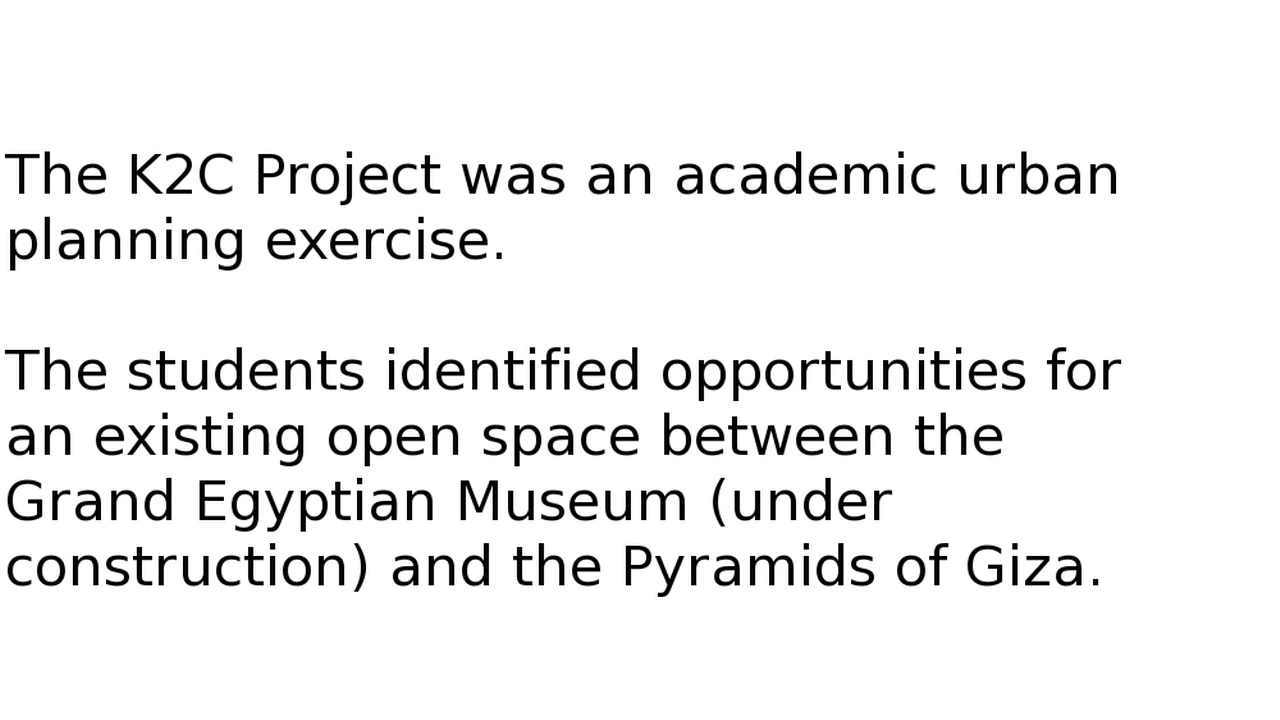 The K2C Project was an academic urban
planning exercise.
The students identified opportunities for
an existing open space between the
Grand Egyptian Museum (under
construction) and the Pyramids of Giza.